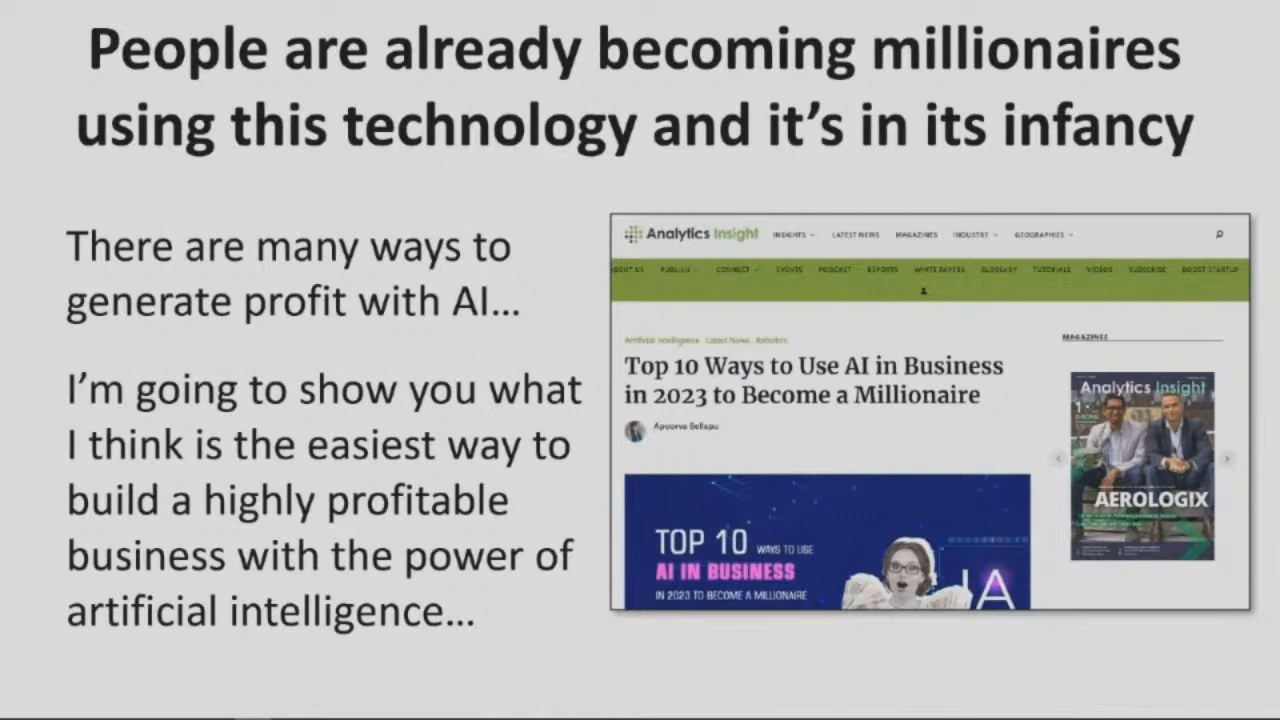 People are already becoming millionaires
using this technology and it's in its infancy
There are many ways to
generate profit with AI...
I'm going to show you what
I think is the easiest way to
build a highly profitable
business with the power of
artificial intelligence...
Analytics Insight
INSIGHTS
LATEST NEWS
MAGAZINES
INDUSTRY
GEOGRAPHIES
ABOUT US
PUBLISH
CONNECT
EVENTS
PODCAST
REPORTS
WHITE PAPERS
GLOSSARY
TUTORIALS
VIDEOS
SUBSCRIBE
BOOST STARTUP
Artificial Intelligence Latest News Robotics
Top 10 Ways to Use AI in Business
in 2023 to Become a Millionaire
Apoorva Bellapu
TOP 10 WAYS TO USE
AI IN BUSINESS
IN 2023 TO BECOME A MILLIONAIRE
IA
MAGAZINES
Analytics Insight
AEROLOGIX